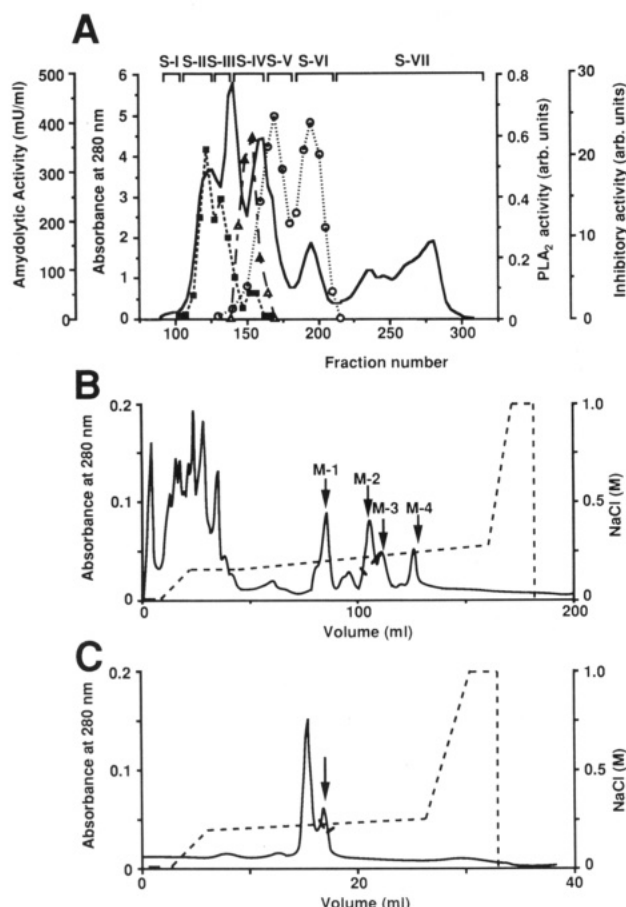 A
S-I S-II S-III S-IV S-V S-VI S-VII
Amydolytic Activity (mU/ml)
500
400
300
200
100
0
Absorbance at 280 nm
6
5
4
3
2
1
0
0.8
0.6
0.4
0.2
0
PLA2 activity (arb. units)
30
20
10
0
Inhibitory activity (arb. units)
100 150 200 250 300
Fraction number
B
Absorbance at 280 nm
0.2
0.1
0
M-1
M-2
M-3
M-4
1.0
0.5
0
NaCl (M)
0 100 200
Volume (ml)
C
Absorbance at 280 nm
0.2
0.1
0
1.0
0.5
0.25
0
NaCl (M)
0 20 40
Volume (ml)